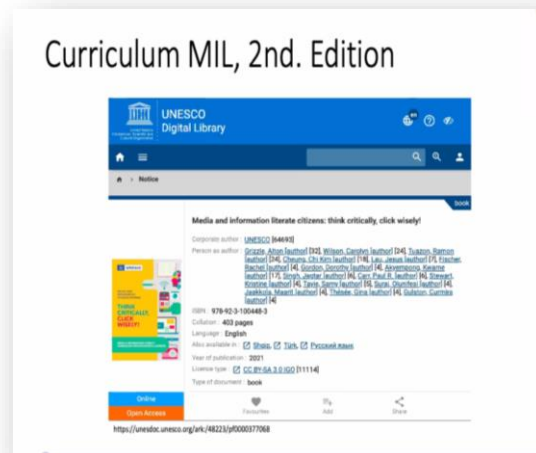 Curriculum MIL, 2nd. Edition
UNESCO
Digital Library
Notice
book
Media and information literate citizens: think critically, click wisely!
Corporate author : UNESCO [64693]
Person as author : Grizzle, Alton [author] [32], Wilson, Carolyn [author] [24], Tuazon, Ramon
[author] [24], Cheung, Chi Kim [author] [18], Lau, Jesus [author] [7], Fischer,
Rachel [author] [4], Gordon, Dorothy [author] [4], Akyempong, Kwame
[author] [17], Singh, Jagtar [author] [6], Carr, Paul R. [author] [6], Stewart,
Kristine [author] [4], Tayie, Samy [author] [5], Suraj, Olunifesi [author] [4],
Jaakkola, Maarit [author] [4], Thésée, Gina [author] [4], Gulston, Curmira
[author] [4]
THINK
CRITICALLY,
CLICK
WISELY!
ISBN : 978-92-3-100448-3
Collation : 403 pages
Language : English
Also available in : Shqip, Türk, Русский язык
Year of publication : 2021
Licence type : CC BY-SA 3.0 IGO [11114]
Type of document : book
Online
Open Access
Favourites
Add
Share
https://unesdoc.unesco.org/ark:/48223/pf0000377068